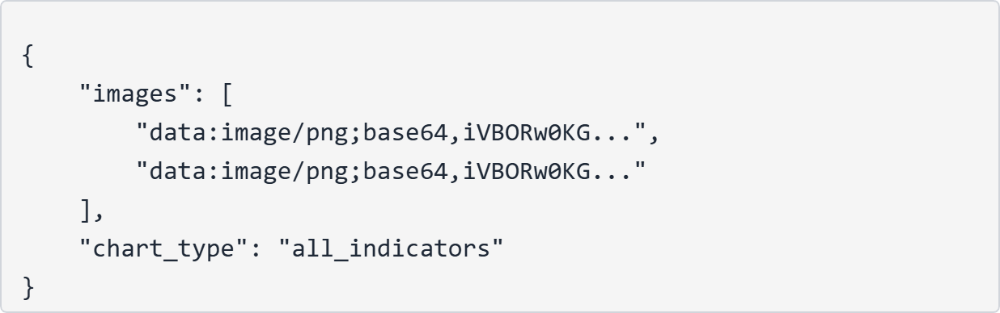 {
    "images": [
        "data:image/png;base64,iVBORw0KG...",
        "data:image/png;base64,iVBORw0KG..."
    ],
    "chart_type": "all_indicators"
}